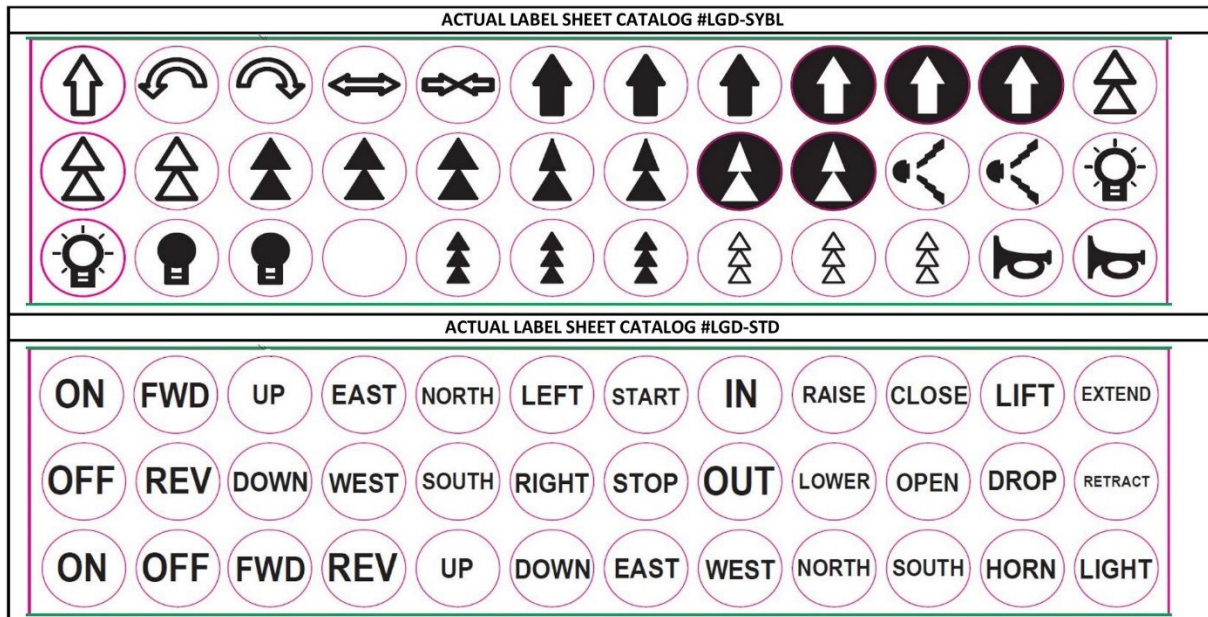 ACTUAL LABEL SHEET CATALOG #LGD-SYBL
ACTUAL LABEL SHEET CATALOG #LGD-STD
ON FWD UP EAST NORTH LEFT START IN RAISE CLOSE LIFT EXTEND
OFF REV DOWN WEST SOUTH RIGHT STOP OUT LOWER OPEN DROP RETRACT
ON OFF FWD REV UP DOWN EAST WEST NORTH SOUTH HORN LIGHT